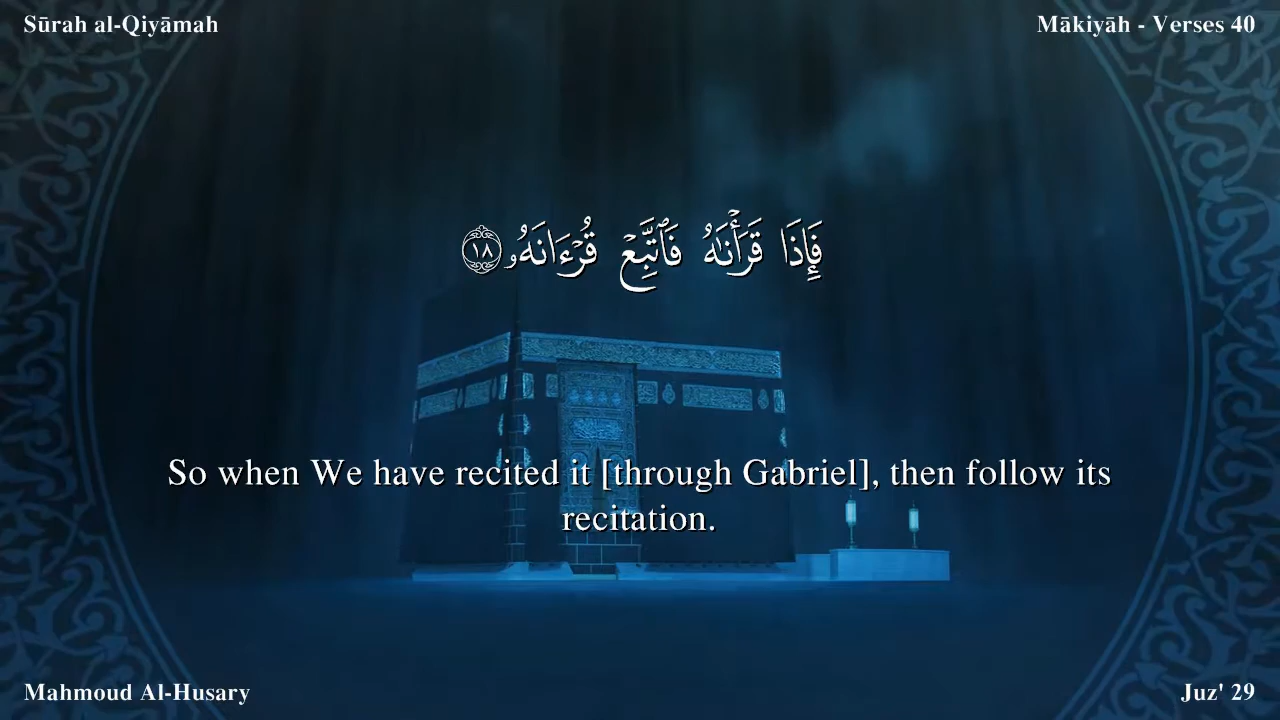 Sūrah al-Qiyāmah
Mākiyāh - Verses 40
فَإِذَا قَرَأْنَـٰهُ فَٱتَّبِعْ قُرْءَانَهُۥ ١٨
So when We have recited it [through Gabriel], then follow its
recitation.
Mahmoud Al-Husary
Juz' 29